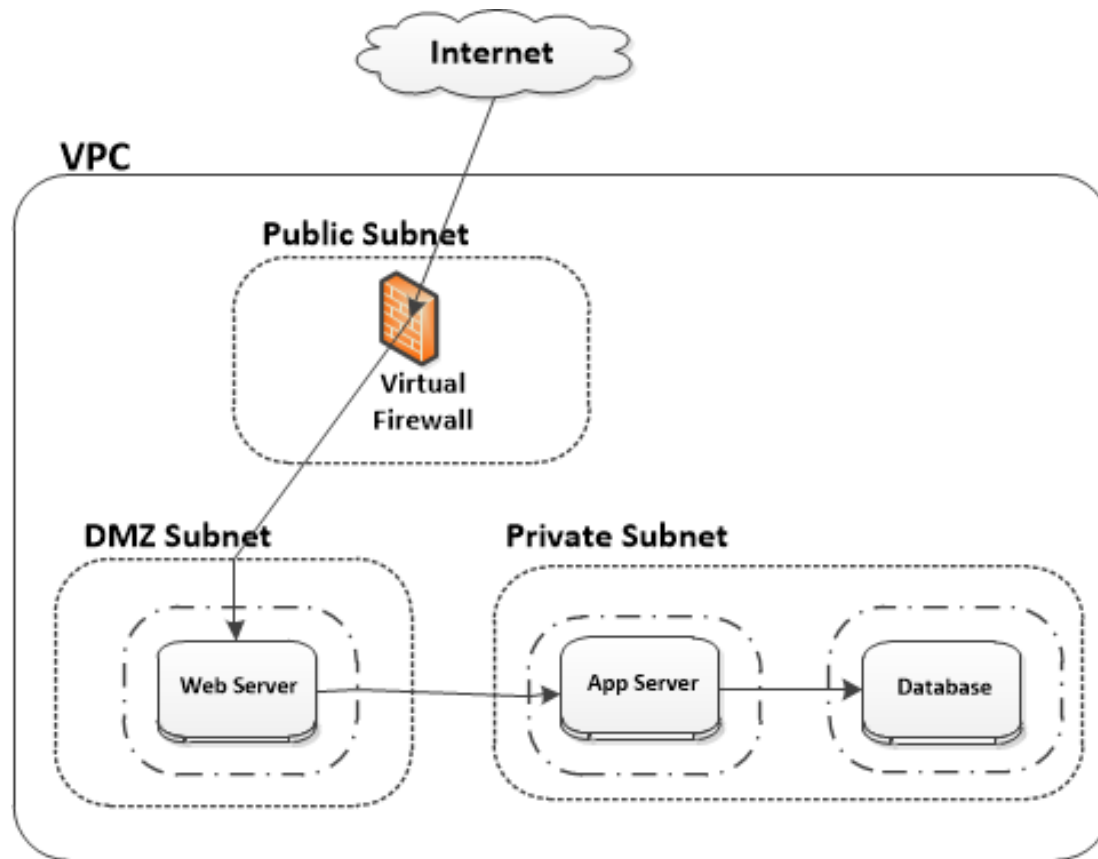 Internet
VPC
Public Subnet
Virtual
Firewall
DMZ Subnet
Private Subnet
Web Server
App Server
Database